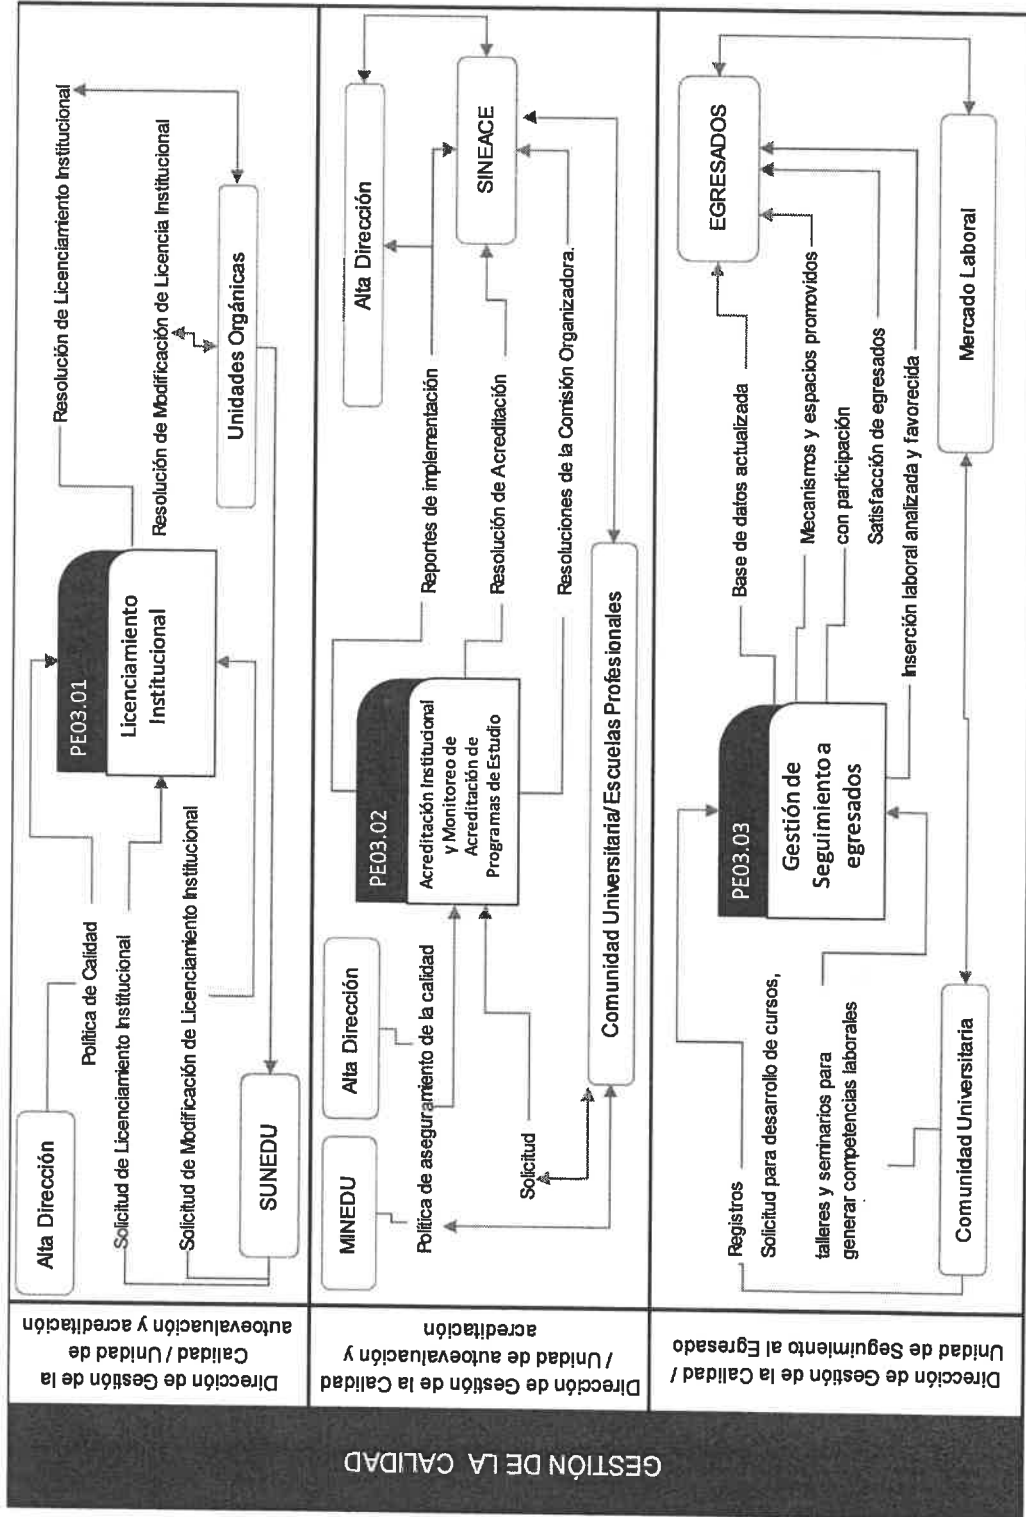 GESTIÓN DE LA CALIDAD
Dirección de Gestión de la
Calidad / Unidad de
autoevaluación y acreditación
Alta Dirección
Política de Calidad
Solicitud de Licenciamiento Institucional
Solicitud de Modificación de Licenciamiento Institucional
SUNEDU
PE03.01
Licenciamiento
Institucional
Resolución de Licenciamiento Institucional
Resolución de Modificación de Licencia Institucional
Unidades Orgánicas
Dirección de Gestión de la Calidad
/ Unidad de autoevaluación y
acreditación
MINEDU
Alta Dirección
Política de aseguramiento de la calidad
Solicitud
PE03.02
Acreditación Institucional
y Monitoreo de
Acreditación de
Programas de Estudio
Reportes de implementación
Resolución de Acreditación
Resoluciones de la Comisión Organizadora.
Alta Dirección
SINEACE
Comunidad Universitaria/Escuelas Profesionales
Dirección de Gestión de la Calidad /
Unidad de Seguimiento al Egresado
Registros
Solicitud para desarrollo de cursos,
talleres y seminarios para
generar competencias laborales
Comunidad Universitaria
PE03.03
Gestión de
Seguimiento a
egresados
Base de datos actualizada
Mecanismos y espacios promovidos
con participación
Satisfacción de egresados
Inserción laboral analizada y favorecida
EGRESADOS
Mercado Laboral